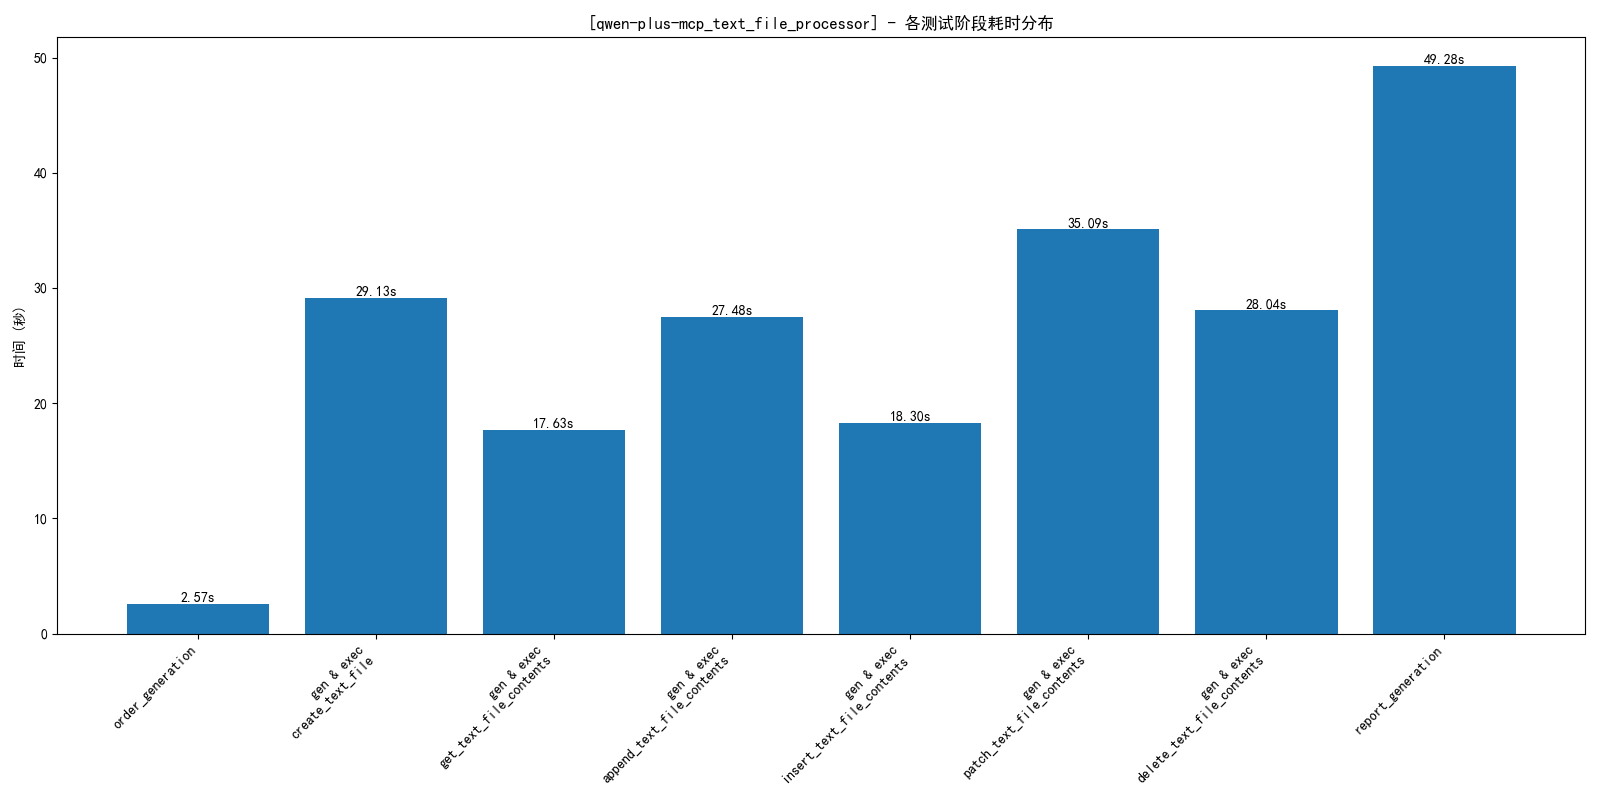 [qwen-plus-mcp_text_file_processor] - 各测试阶段耗时分布
时间 (秒)
50
40
30
20
10
0
2.57s
29.13s
17.63s
27.48s
18.30s
35.09s
28.04s
49.28s
order_generation
gen & exec
create_text_file
gen & exec
get_text_file_contents
gen & exec
append_text_file_contents
gen & exec
insert_text_file_contents
gen & exec
patch_text_file_contents
gen & exec
delete_text_file_contents
report_generation